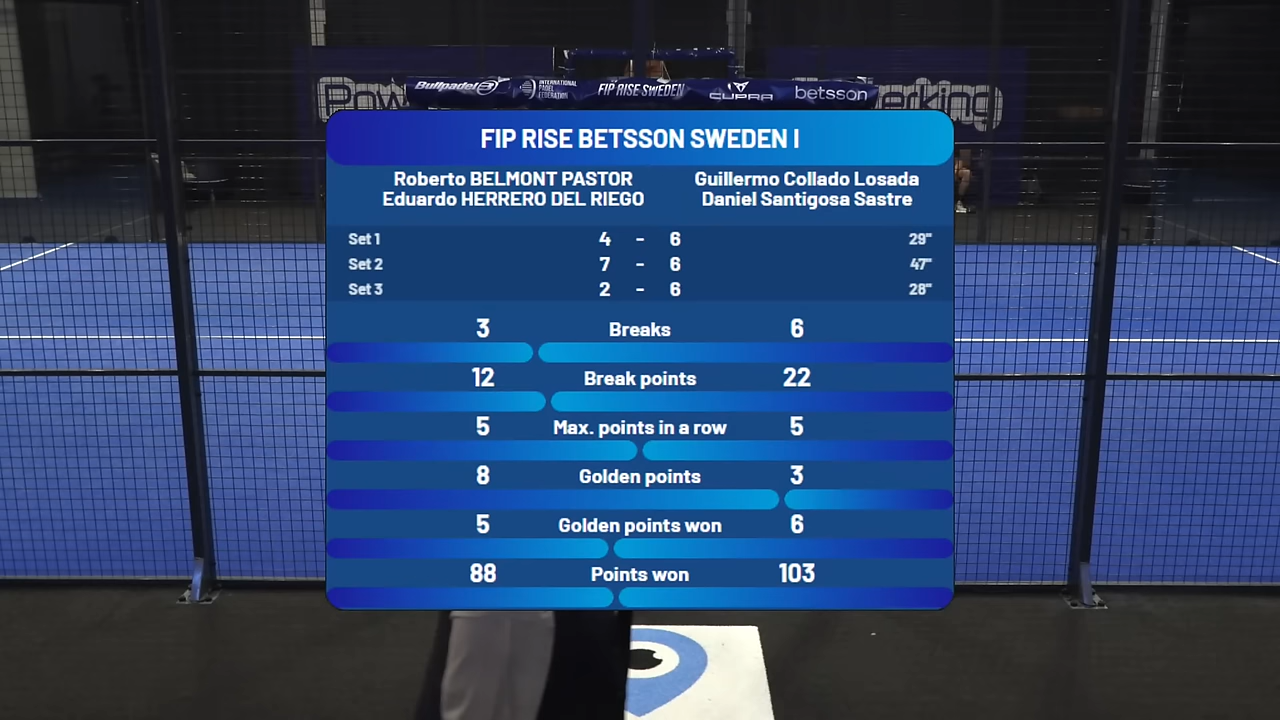 Bullpadel
INTERNATIONAL PADEL FEDERATION
FIP RISE SWEDEN
CUPRA
betsson
Pow
erking
FIP RISE BETSSON SWEDEN I
Roberto BELMONT PASTOR
Guillermo Collado Losada
Eduardo HERRERO DEL RIEGO
Daniel Santigosa Sastre
Set 1 4 - 6 29"
Set 2 7 - 6 47"
Set 3 2 - 6 28"
3 Breaks 6
12 Break points 22
5 Max. points in a row 5
8 Golden points 3
5 Golden points won 6
88 Points won 103